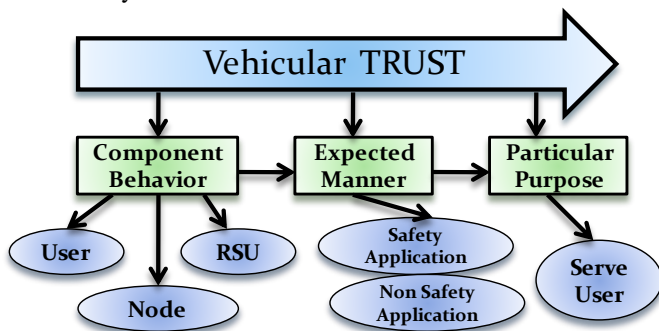 Vehicular TRUST
Component
Behavior
Expected
Manner
Particular
Purpose
User
RSU
Node
Safety
Application
Non Safety
Application
Serve
User